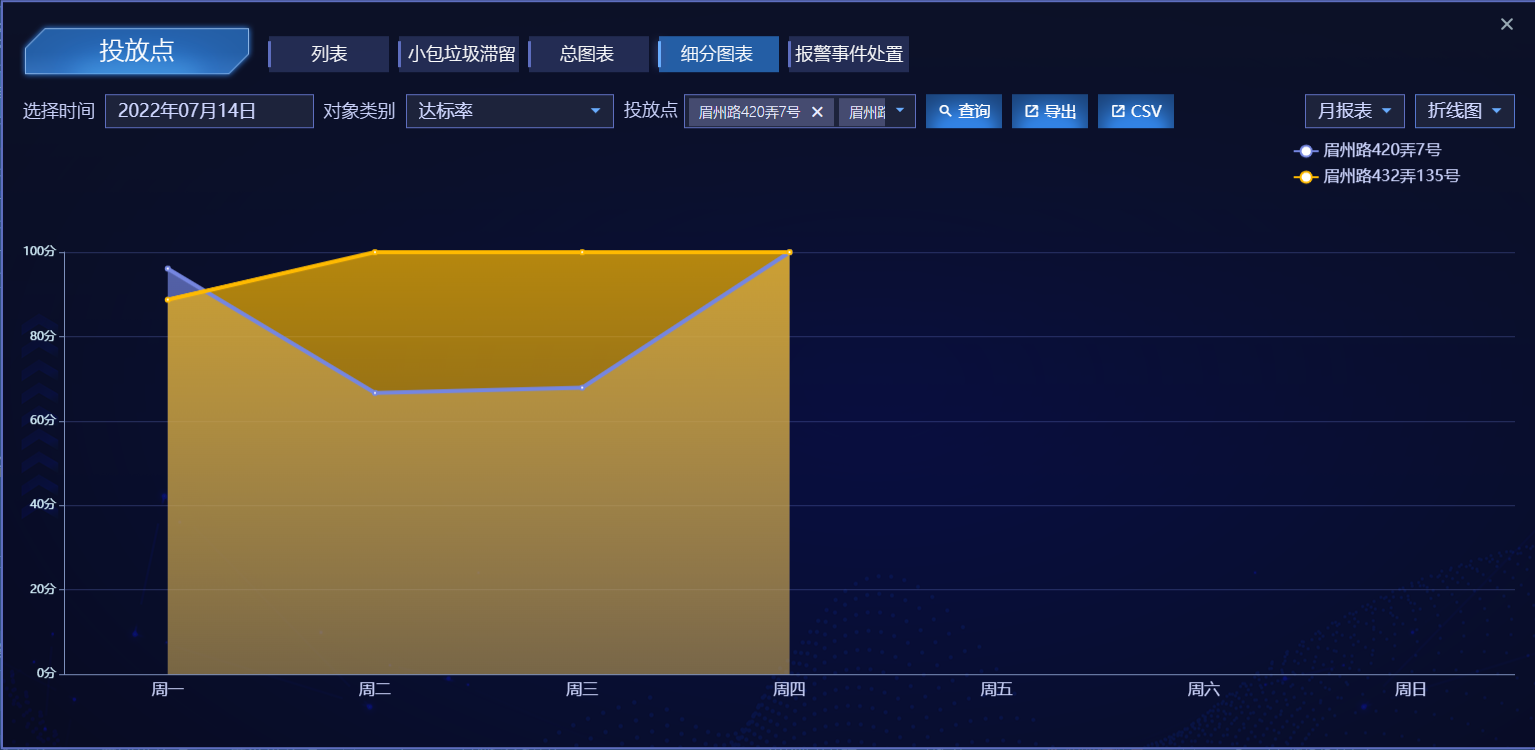 投放点 列表 小包垃圾滞留 总图表 细分图表 报警事件处置
选择时间 2022年07月14日 对象类别 达标率 投放点 眉州路420弄7号 眉州路 查询 导出 CSV 月报表 折线图
眉州路420弄7号
眉州路432弄135号
100分
80分
60分
40分
20分
0分
周一 周二 周三 周四 周五 周六 周日